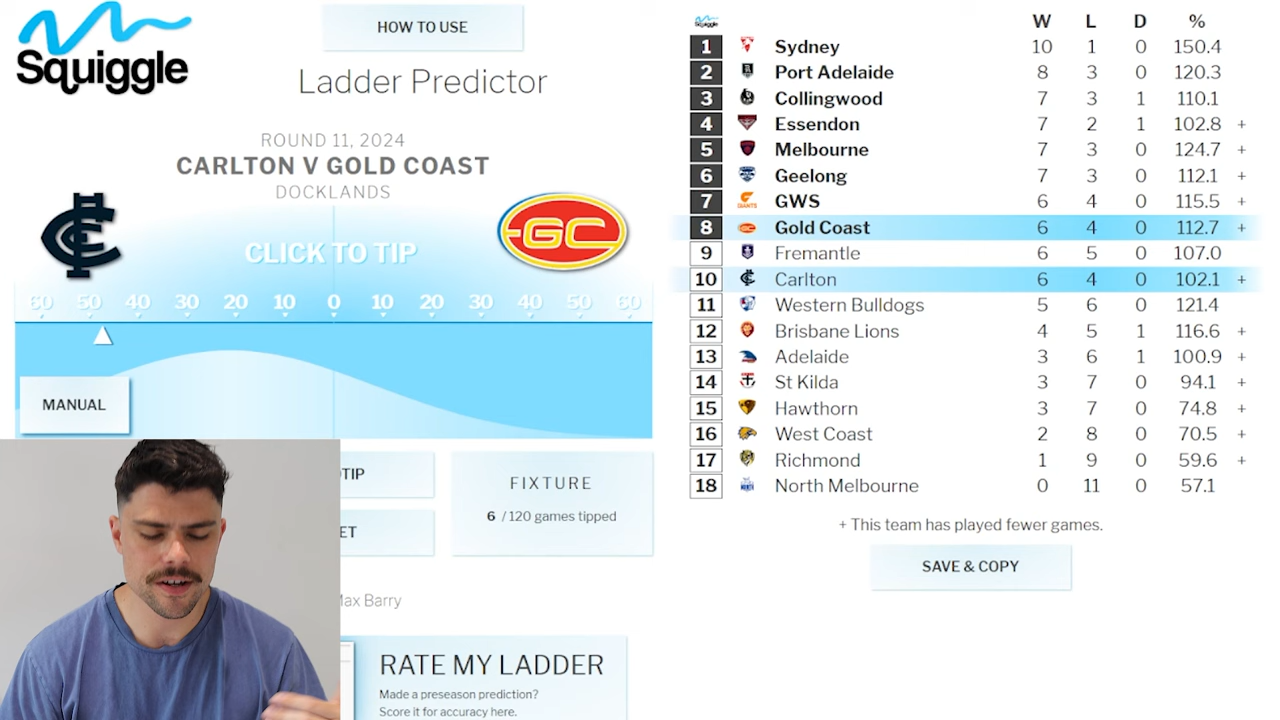 Squiggle
HOW TO USE
Ladder Predictor
ROUND 11, 2024
CARLTON V GOLD COAST
DOCKLANDS
GC
CLICK TO TIP
60 50 40 30 20 10 0 10 20 30 40 50 60
MANUAL
TIP
FIXTURE
6 / 120 games tipped
ET
Max Barry
RATE MY LADDER
Made a preseason prediction?
Score it for accuracy here.
Squiggle W L D %
1 Sydney 10 1 0 150.4
2 Port Adelaide 8 3 0 120.3
3 Collingwood 7 3 1 110.1
4 Essendon 7 2 1 102.8 +
5 Melbourne 7 3 0 124.7 +
6 Geelong 7 3 0 112.1 +
7 GWS 6 4 0 115.5 +
8 Gold Coast 6 4 0 112.7 +
9 Fremantle 6 5 0 107.0
10 Carlton 6 4 0 102.1 +
11 Western Bulldogs 5 6 0 121.4
12 Brisbane Lions 4 5 1 116.6 +
13 Adelaide 3 6 1 100.9 +
14 St Kilda 3 7 0 94.1 +
15 Hawthorn 3 7 0 74.8 +
16 West Coast 2 8 0 70.5 +
17 Richmond 1 9 0 59.6 +
18 North Melbourne 0 11 0 57.1
+ This team has played fewer games.
SAVE & COPY